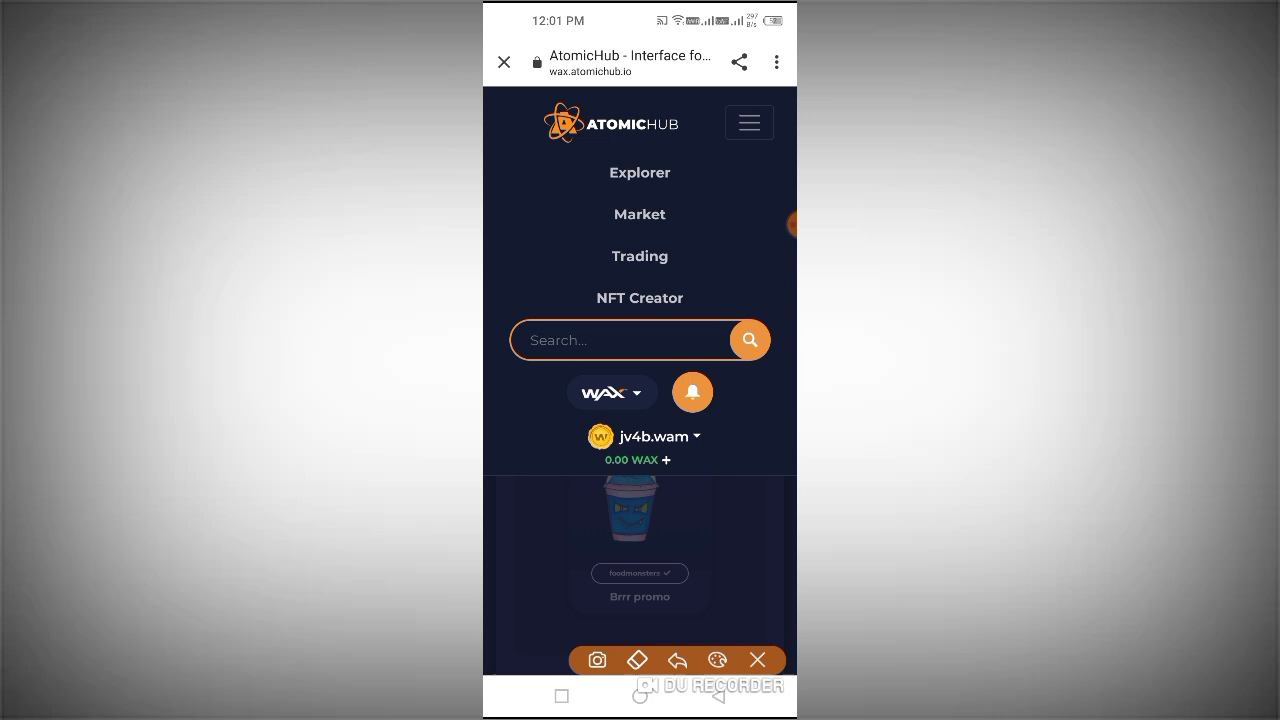 12:01 PM
297
B/s
AtomicHub - Interface fo...
wax.atomichub.io
ATOMICHUB
Explorer
Market
Trading
NFT Creator
Search...
WAX
jv4b.wam
0.00 WAX +
foodmonsters
Brrr promo
DU RECORDER